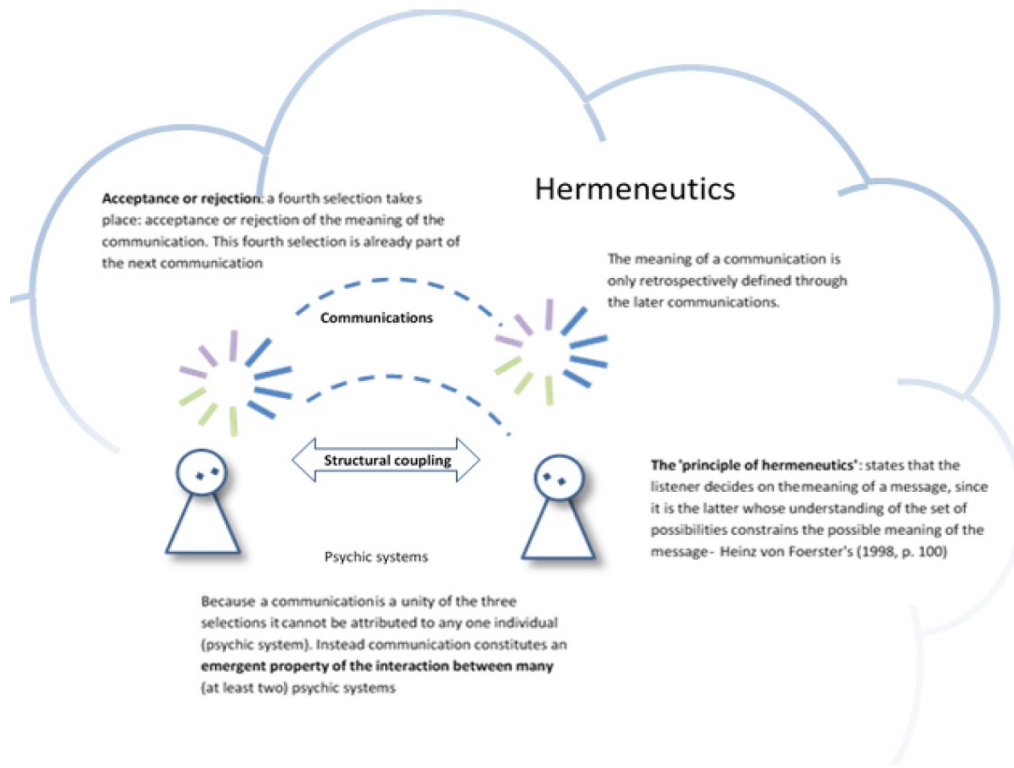 Hermeneutics
Acceptance or rejection: a fourth selection takes
place: acceptance or rejection of the meaning of the
communication. This fourth selection is already part of
the next communication
The meaning of a communication is
only retrospectively defined through
the later communications.
Communications
Structural coupling
The 'principle of hermeneutics': states that the
listener decides on themeaning of a message, since
it is the latter whose understanding of the set of
possibilities constrains the possible meaning of the
message- Heinz von Foerster's (1998, p. 100)
Psychic systems
Because a communication is a unity of the three
selections it cannot be attributed to any one individual
(psychic system). Instead communication constitutes an
emergent property of the interaction between many
(at least two) psychic systems